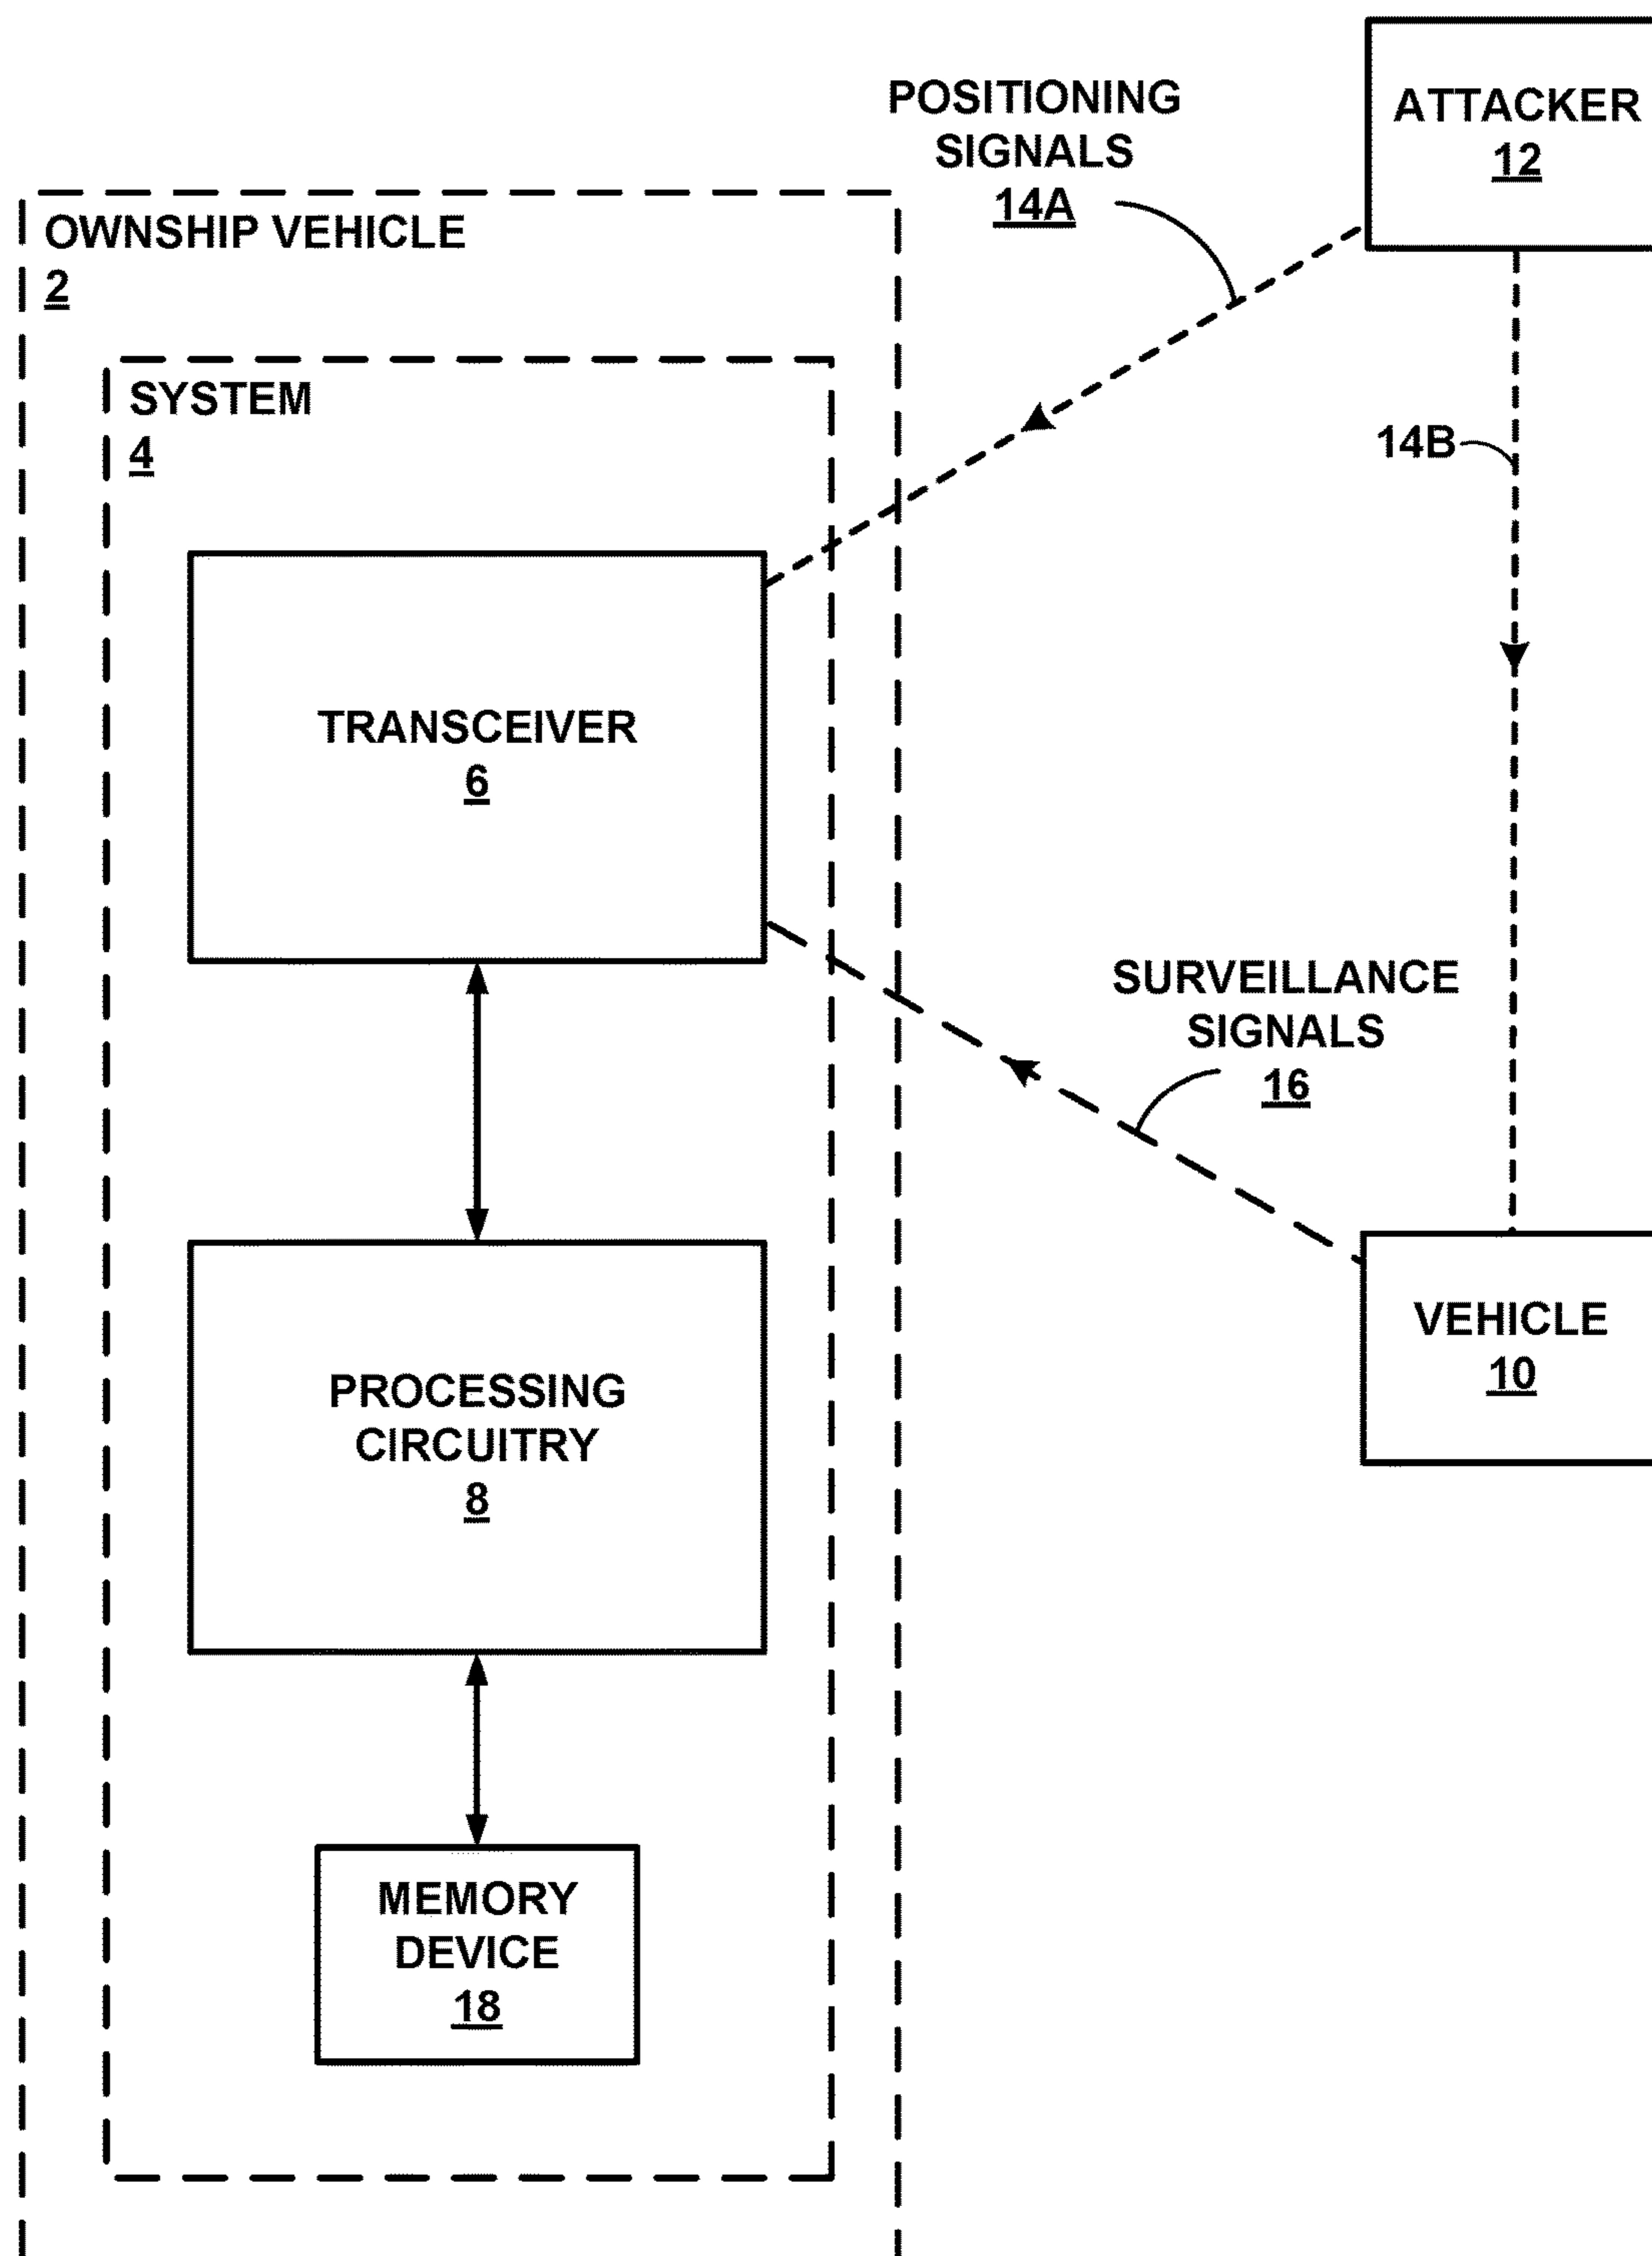 ATTACKER
12
POSITIONING
SIGNALS
14A
OWNSHIP VEHICLE
2
SYSTEM
4
14B
TRANSCEIVER
6
SURVEILLANCE
SIGNALS
16
VEHICLE
10
PROCESSING
CIRCUITRY
8
MEMORY
DEVICE
18